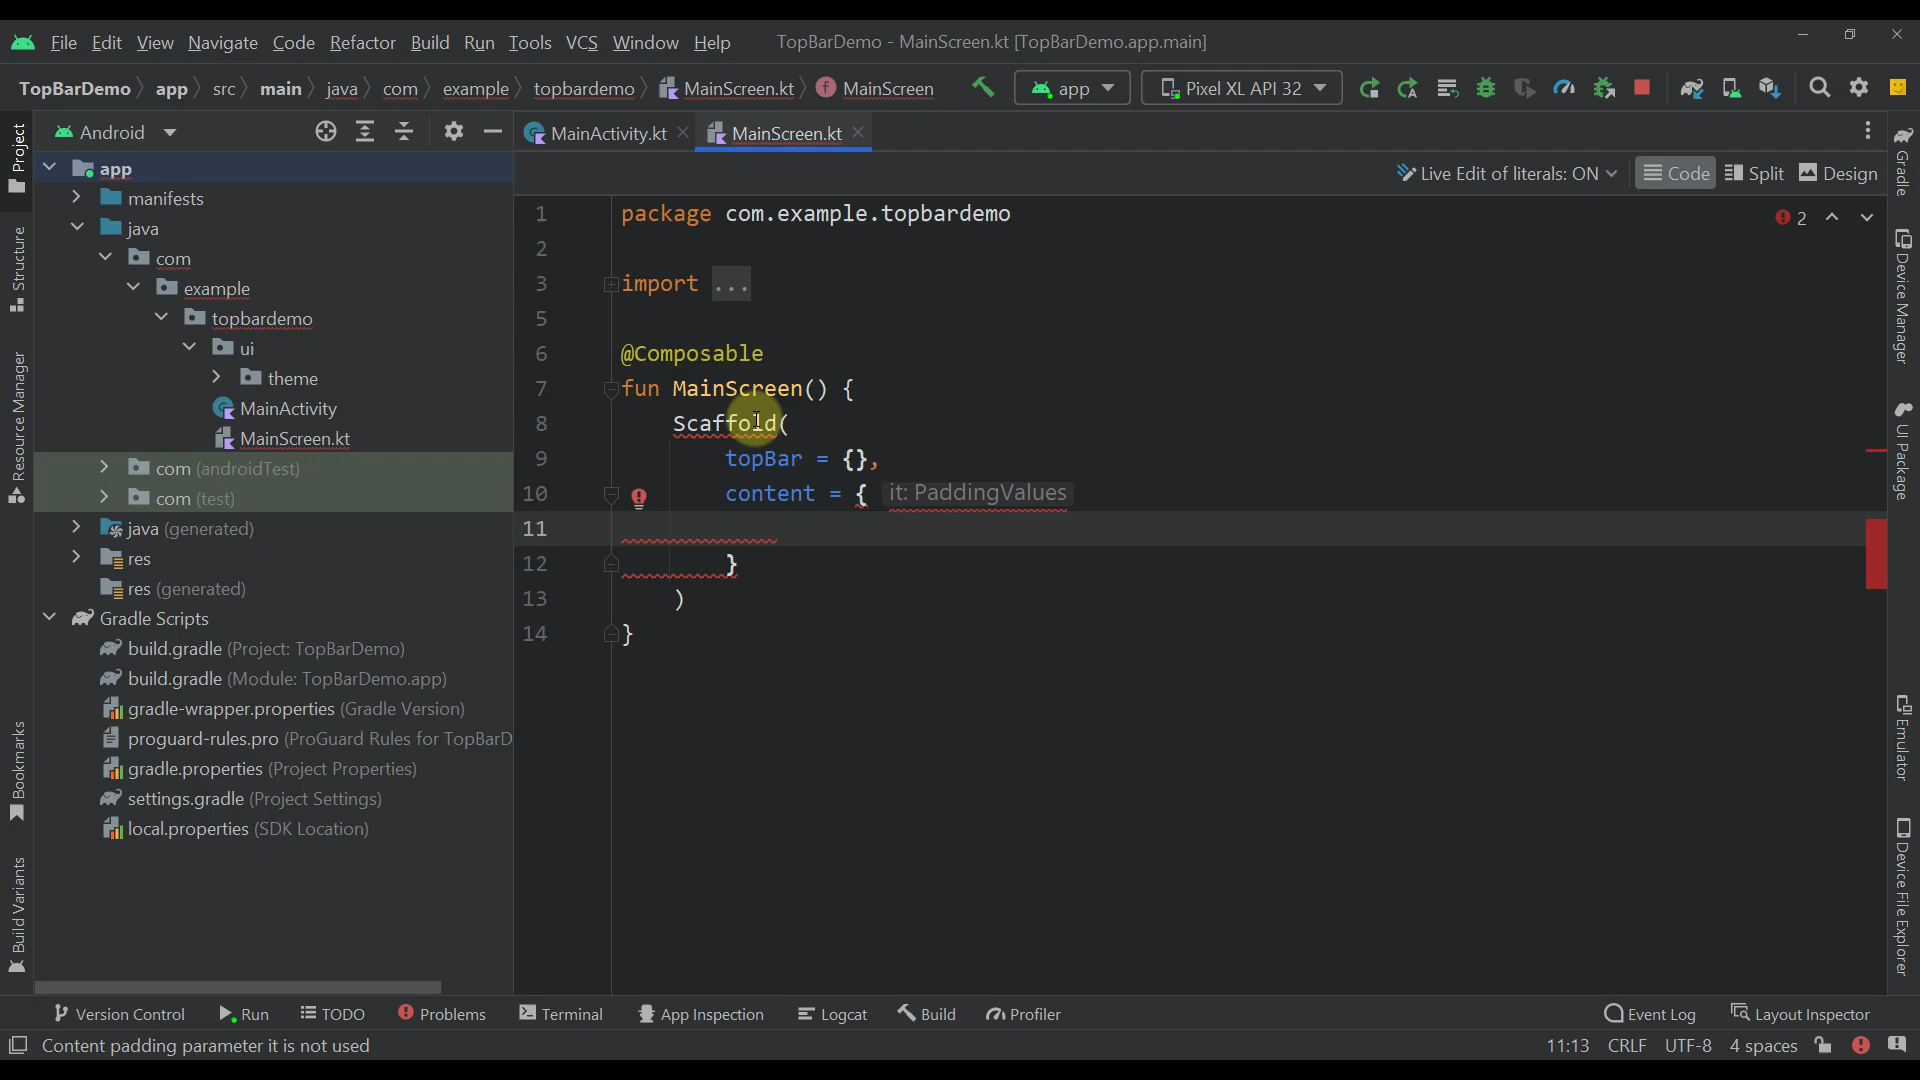 File Edit View Navigate Code Refactor Build Run Tools VCS Window Help TopBarDemo - MainScreen.kt [TopBarDemo.app.main]
TopBarDemo app src main java com example topbardemo MainScreen.kt MainScreen app Pixel XL API 32
Project
Structure
Resource Manager
Bookmarks
Build Variants
Android
app
manifests
java
com
example
topbardemo
ui
theme
MainActivity
MainScreen.kt
com (androidTest)
com (test)
java (generated)
res
res (generated)
Gradle Scripts
build.gradle (Project: TopBarDemo)
build.gradle (Module: TopBarDemo.app)
gradle-wrapper.properties (Gradle Version)
proguard-rules.pro (ProGuard Rules for TopBarD
gradle.properties (Project Properties)
settings.gradle (Project Settings)
local.properties (SDK Location)
MainActivity.kt MainScreen.kt
Live Edit of literals: ON Code Split Design
2
1 package com.example.topbardemo
2
3 import ...
5
6 @Composable
7 fun MainScreen() {
8 Scaffold(
9 topBar = {},
10 content = { it: PaddingValues
11
12 }
13 )
14 }
Gradle
Device Manager
UI Package
Emulator
Device File Explorer
Version Control Run TODO Problems Terminal App Inspection Logcat Build Profiler Event Log Layout Inspector
Content padding parameter it is not used 11:13 CRLF UTF-8 4 spaces